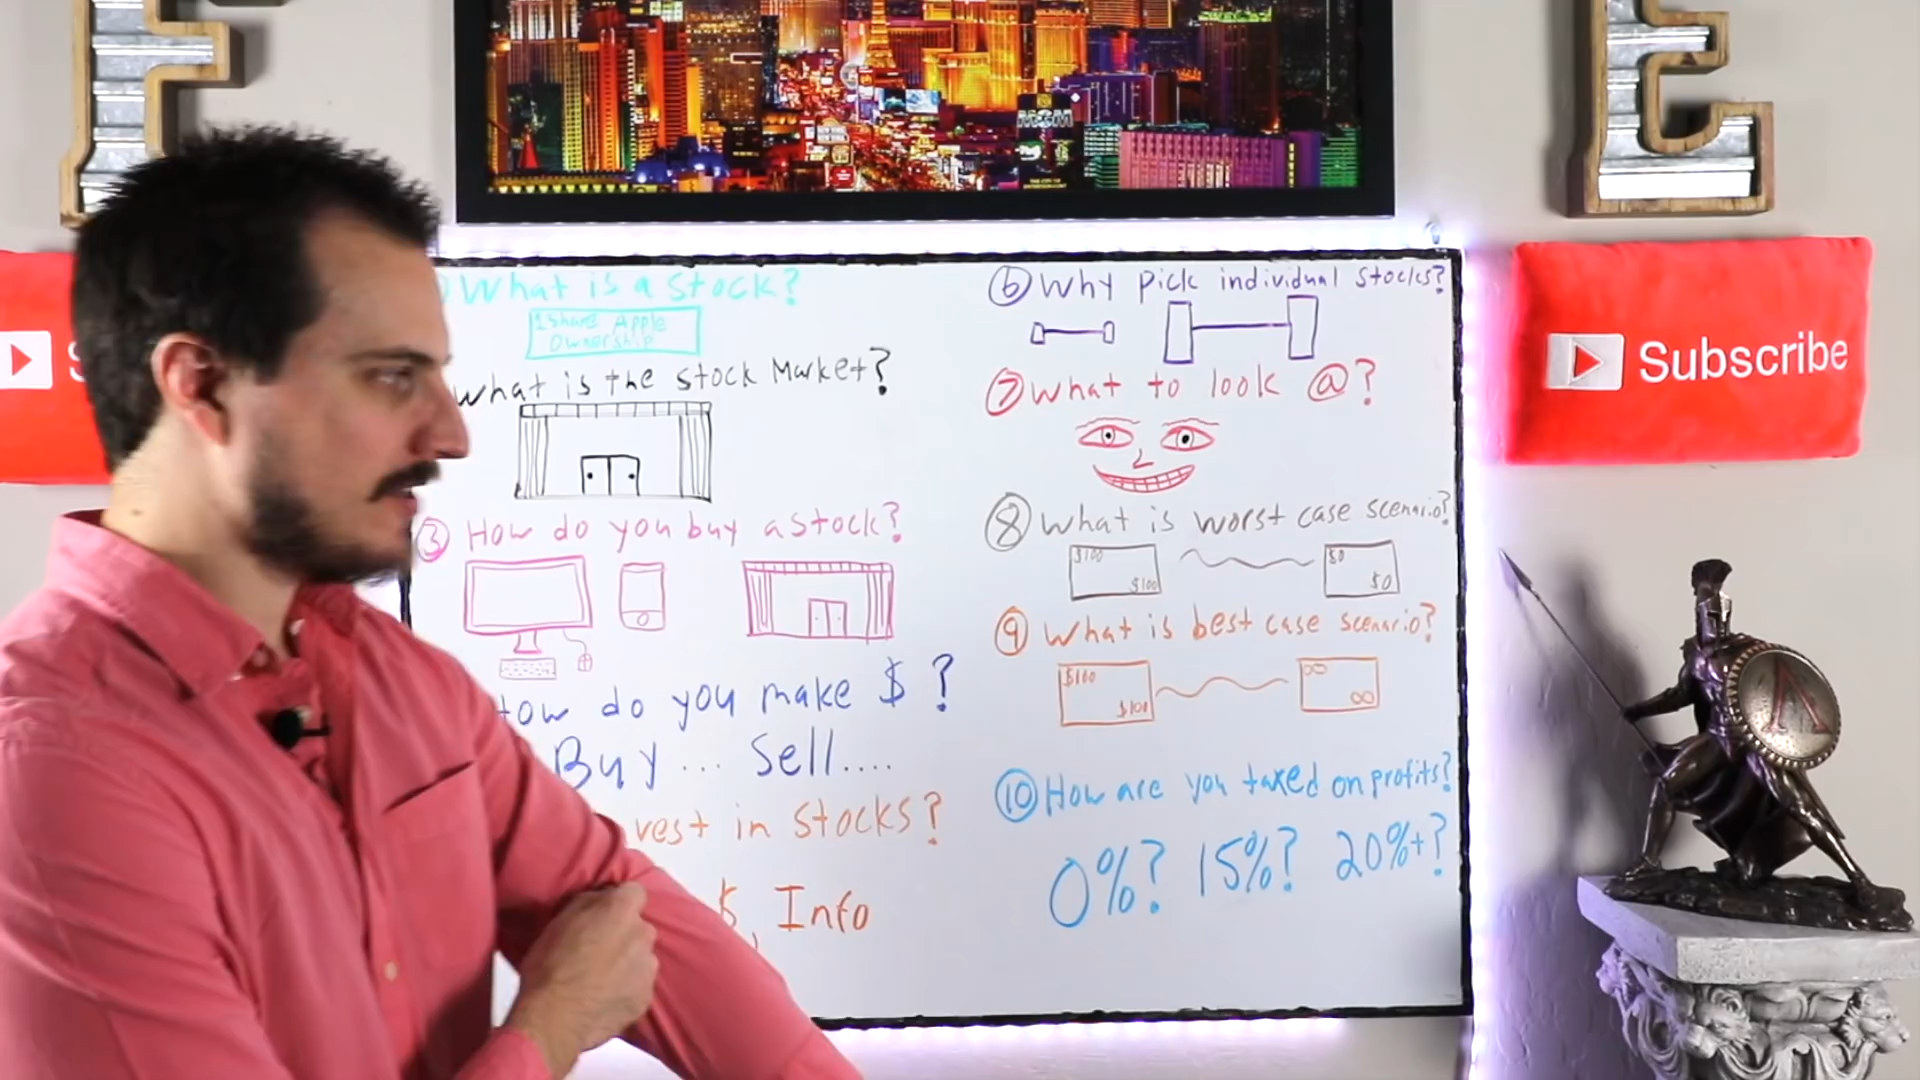 What is a Stock?
1 Share Apple
Ownership
What is the Stock Market?
3 How do you buy a stock?
How do you make $?
Buy... Sell....
vest in stocks?
$, Info
6 Why pick individual stocks?
7 What to look @?
8 What is worst case scenario?
$100
$100
$0
$0
9 What is best case scenario?
$100
$100
∞
∞
10 How are you taxed on profits?
0%? 15%? 20%+?
MGM
E
Subscribe
S